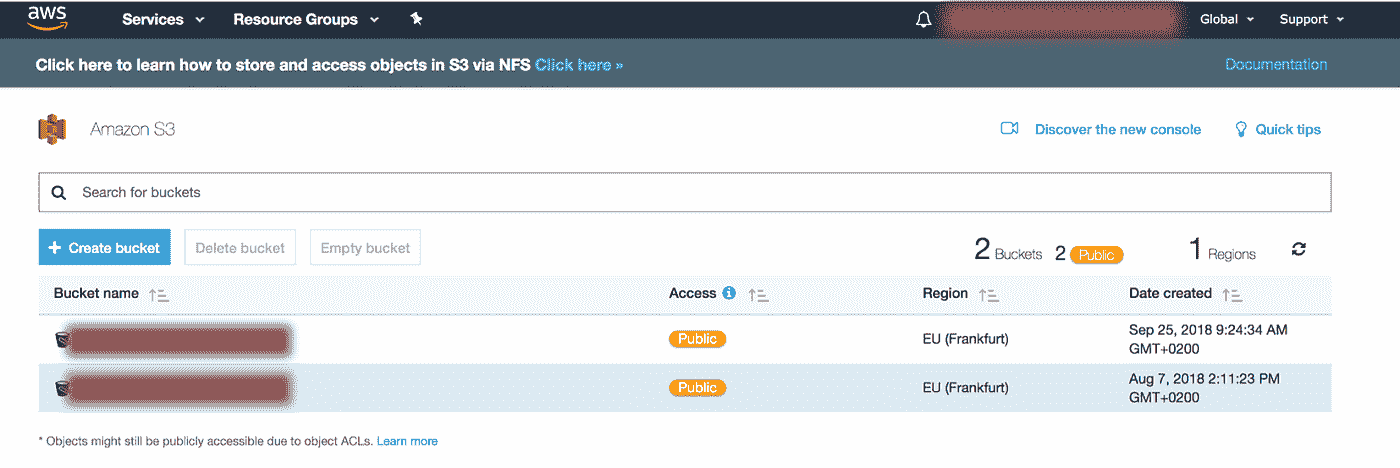 aws Services Resource Groups Global Support
Click here to learn how to store and access objects in S3 via NFS Click here » Documentation
Amazon S3 Discover the new console Quick tips
Search for buckets
+ Create bucket Delete bucket Empty bucket 2 Buckets 2 Public 1 Regions
Bucket name Access Region Date created
Public EU (Frankfurt) Sep 25, 2018 9:24:34 AM
GMT+0200
Public EU (Frankfurt) Aug 7, 2018 2:11:23 PM
GMT+0200
* Objects might still be publicly accessible due to object ACLs. Learn more